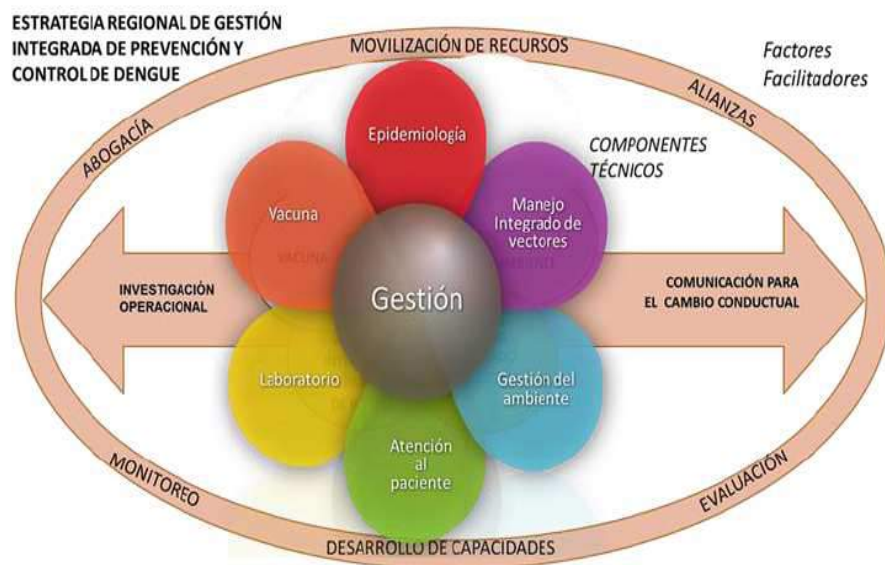 ESTRATEGIA REGIONAL DE GESTIÓN
INTEGRADA DE PREVENCIÓN Y
CONTROL DE DENGUE
MOVILIZACIÓN DE RECURSOS
Factores
Facilitadores
ALIANZAS
ABOGACÍA
COMPONENTES
TÉCNICOS
Epidemiología
Vacuna
Manejo
Integrado de
vectores
INVESTIGACIÓN
OPERACIONAL
Gestión
COMUNICACIÓN PARA
EL CAMBIO CONDUCTUAL
Laboratorio
Gestión del
ambiente
Atención
al
paciente
MONITOREO
EVALUACIÓN
DESARROLLO DE CAPACIDADES